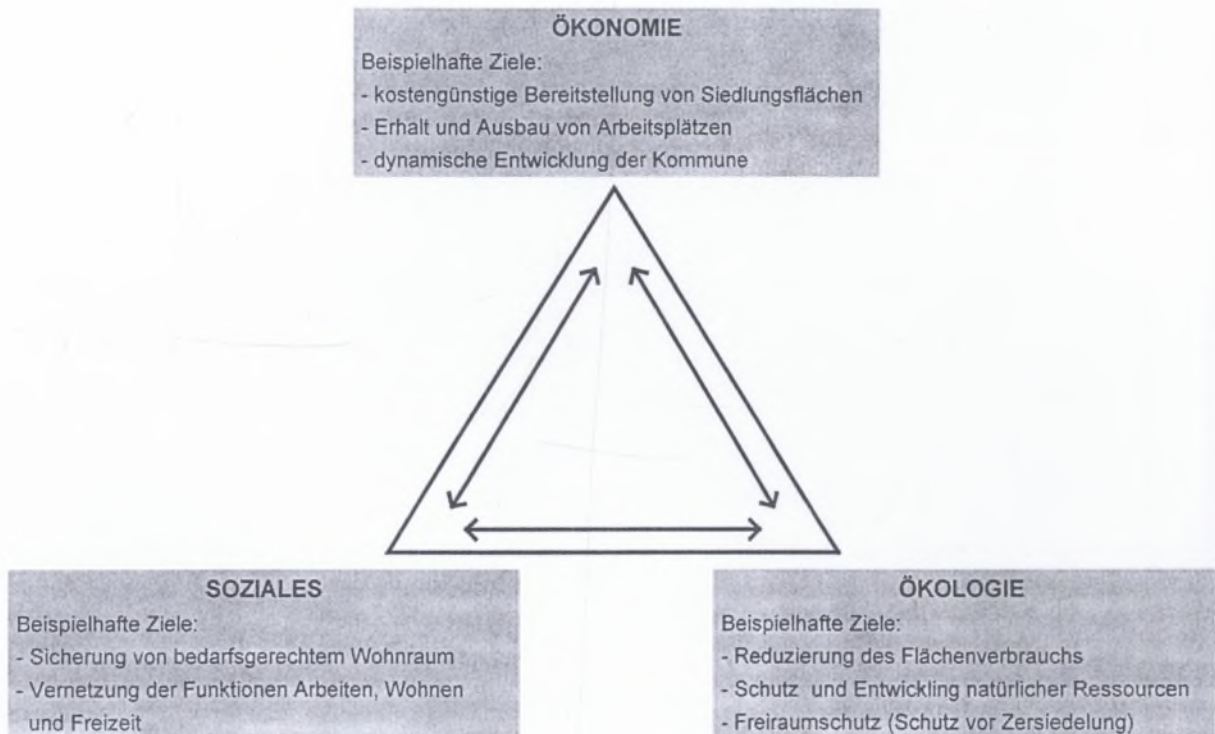 ÖKONOMIE
Beispielhafte Ziele:
- kostengünstige Bereitstellung von Siedlungsflächen
- Erhalt und Ausbau von Arbeitsplätzen
- dynamische Entwicklung der Kommune
SOZIALES
Beispielhafte Ziele:
- Sicherung von bedarfsgerechtem Wohnraum
- Vernetzung der Funktionen Arbeiten, Wohnen
und Freizeit
ÖKOLOGIE
Beispielhafte Ziele:
- Reduzierung des Flächenverbrauchs
- Schutz und Entwickling natürlicher Ressourcen
- Freiraumschutz (Schutz vor Zersiedelung)